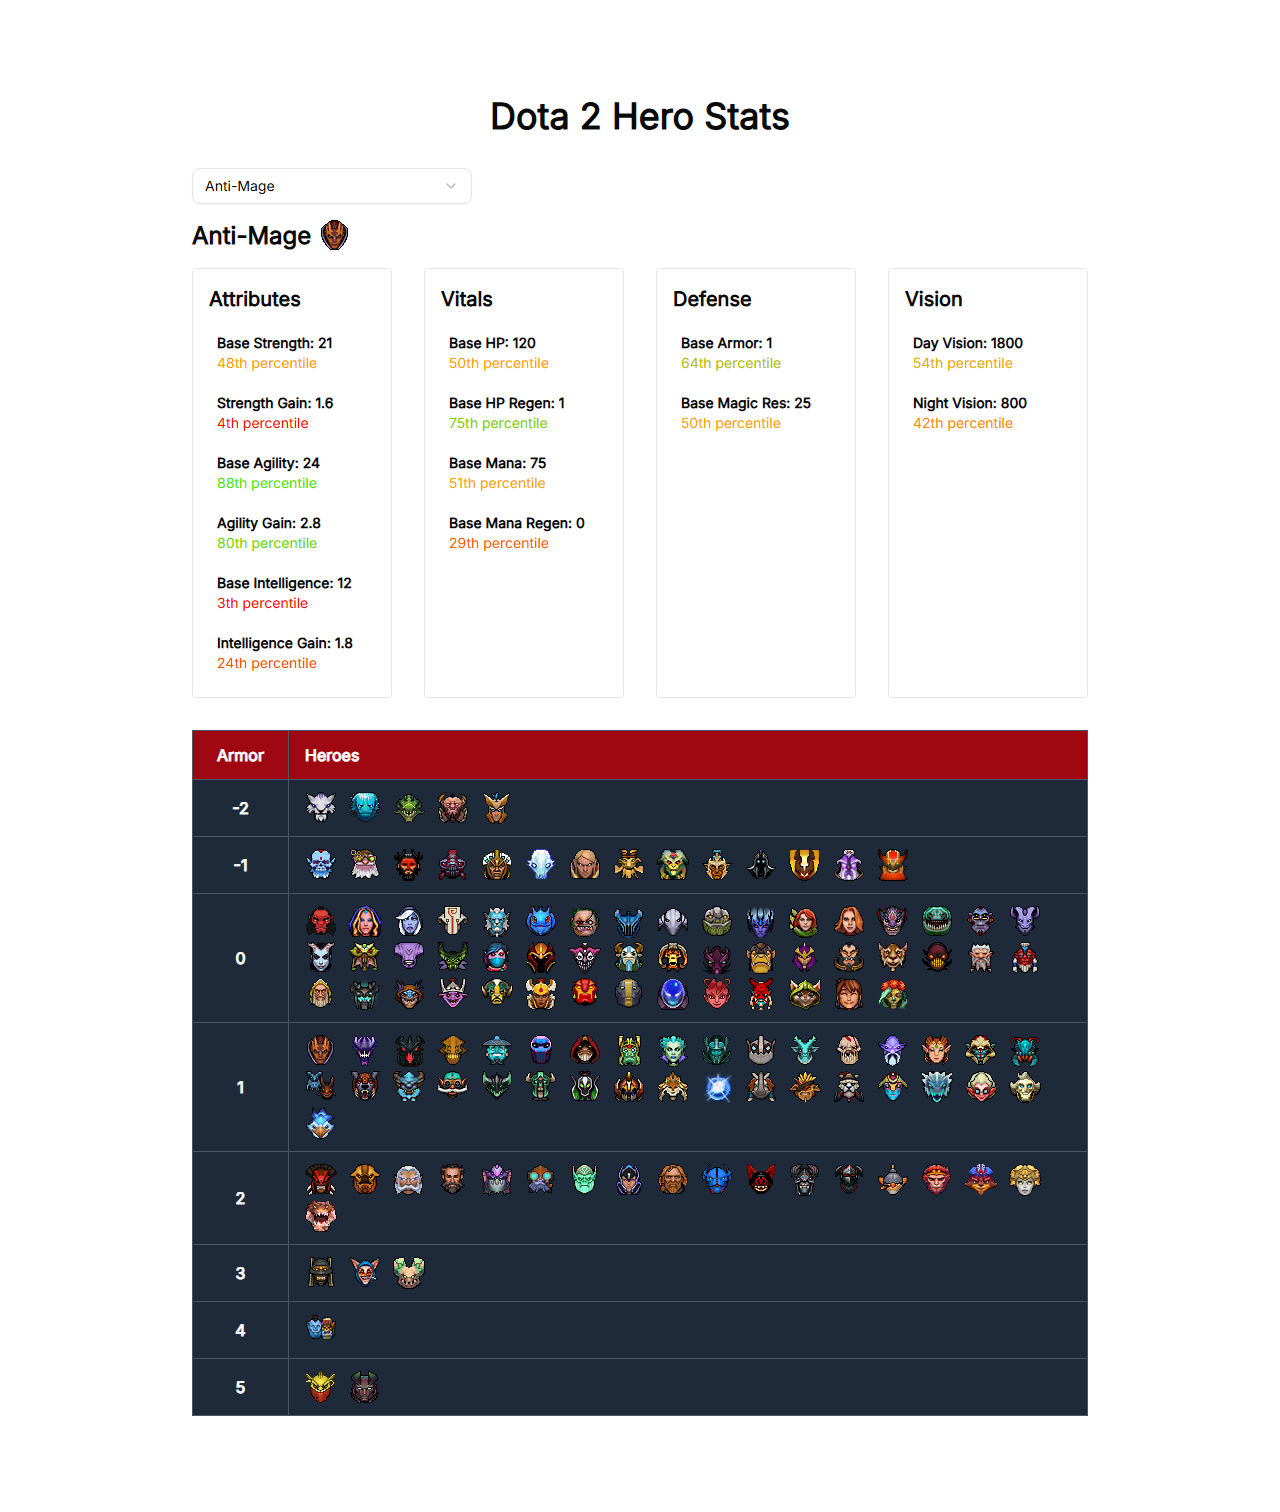 Dota 2 Hero Stats
Anti-Mage
Anti-Mage
Attributes
Base Strength: 21
48th percentile
Strength Gain: 1.6
4th percentile
Base Agility: 24
88th percentile
Agility Gain: 2.8
80th percentile
Base Intelligence: 12
3th percentile
Intelligence Gain: 1.8
24th percentile
Vitals
Base HP: 120
50th percentile
Base HP Regen: 1
75th percentile
Base Mana: 75
51th percentile
Base Mana Regen: 0
29th percentile
Defense
Base Armor: 1
64th percentile
Base Magic Res: 25
50th percentile
Vision
Day Vision: 1800
54th percentile
Night Vision: 800
42th percentile
Armor Heroes
-2
-1
0
1
2
3
4
5